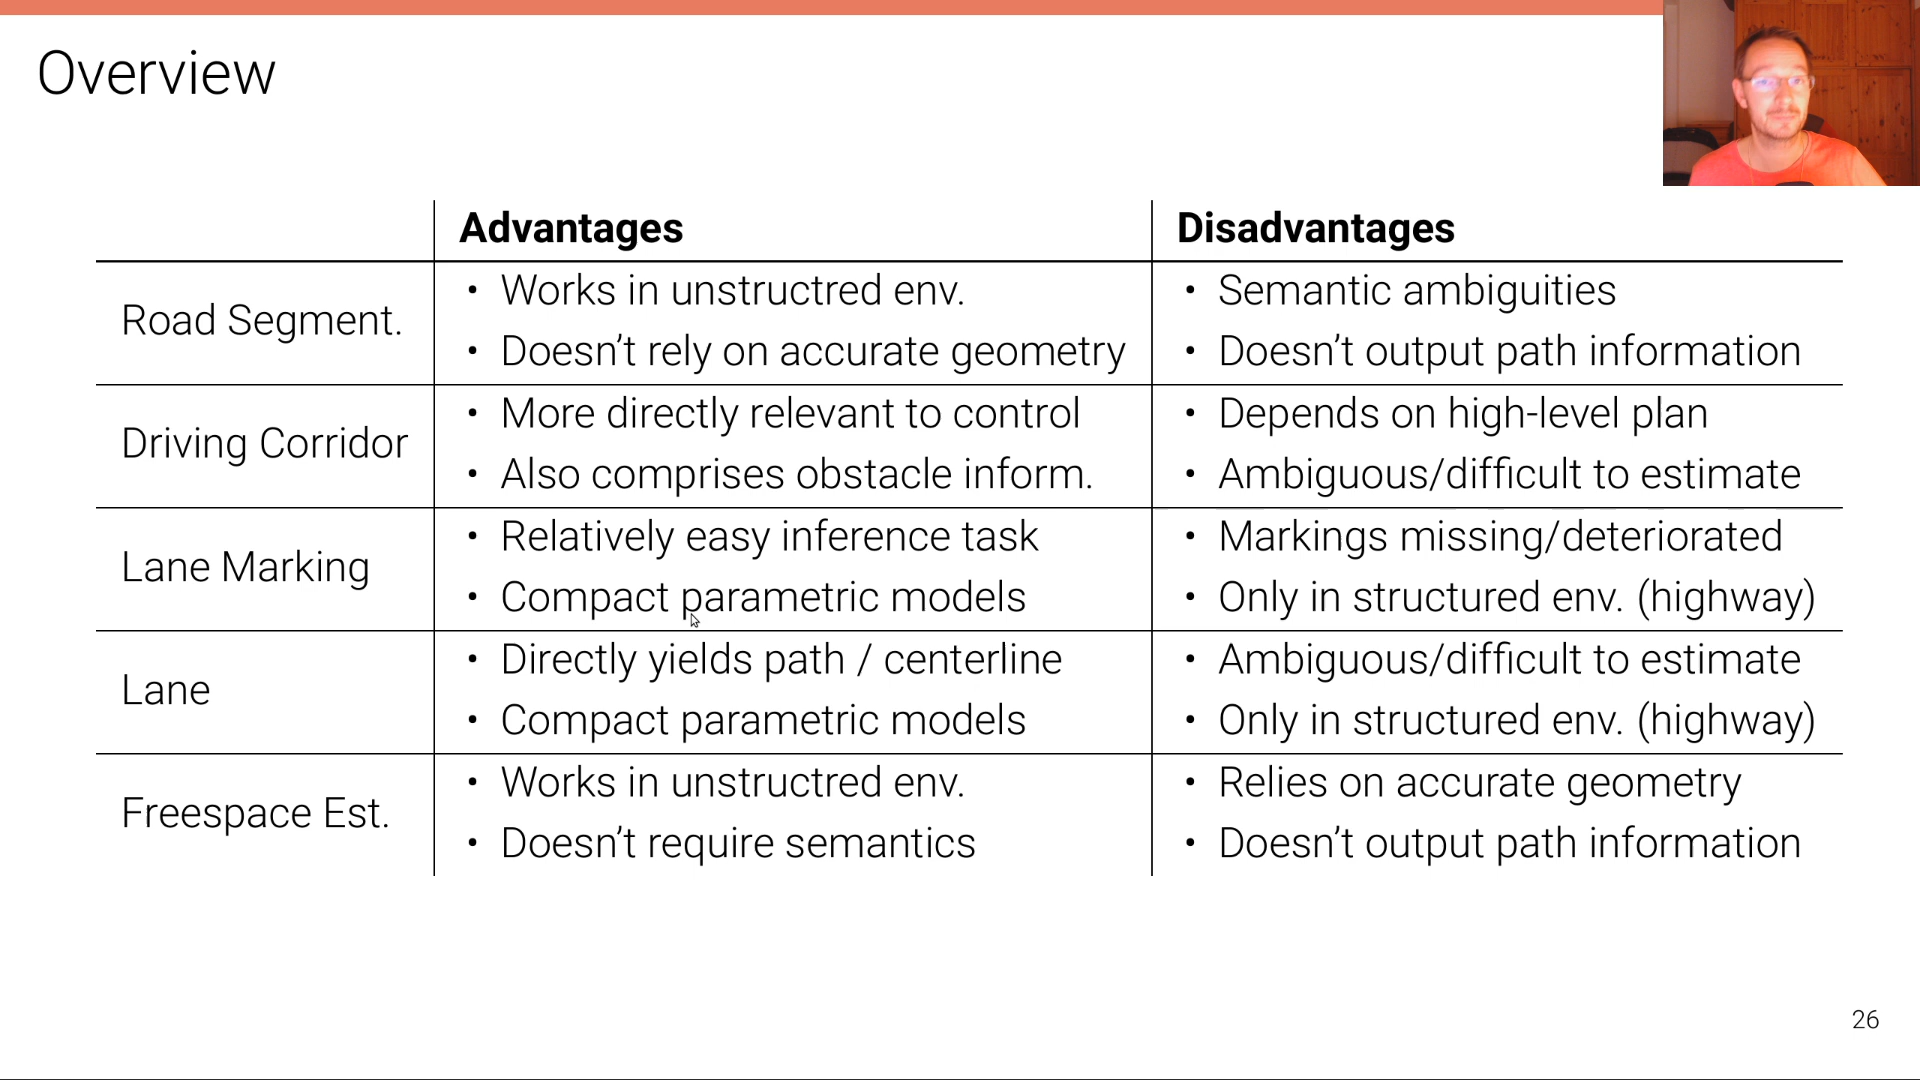 Overview
Advantages Disadvantages
Road Segment.
• Works in unstructred env.
• Doesn’t rely on accurate geometry
• Semantic ambiguities
• Doesn’t output path information
Driving Corridor
• More directly relevant to control
• Also comprises obstacle inform.
• Depends on high-level plan
• Ambiguous/difficult to estimate
Lane Marking
• Relatively easy inference task
• Compact parametric models
• Markings missing/deteriorated
• Only in structured env. (highway)
Lane
• Directly yields path / centerline
• Compact parametric models
• Ambiguous/difficult to estimate
• Only in structured env. (highway)
Freespace Est.
• Works in unstructred env.
• Doesn’t require semantics
• Relies on accurate geometry
• Doesn’t output path information
26